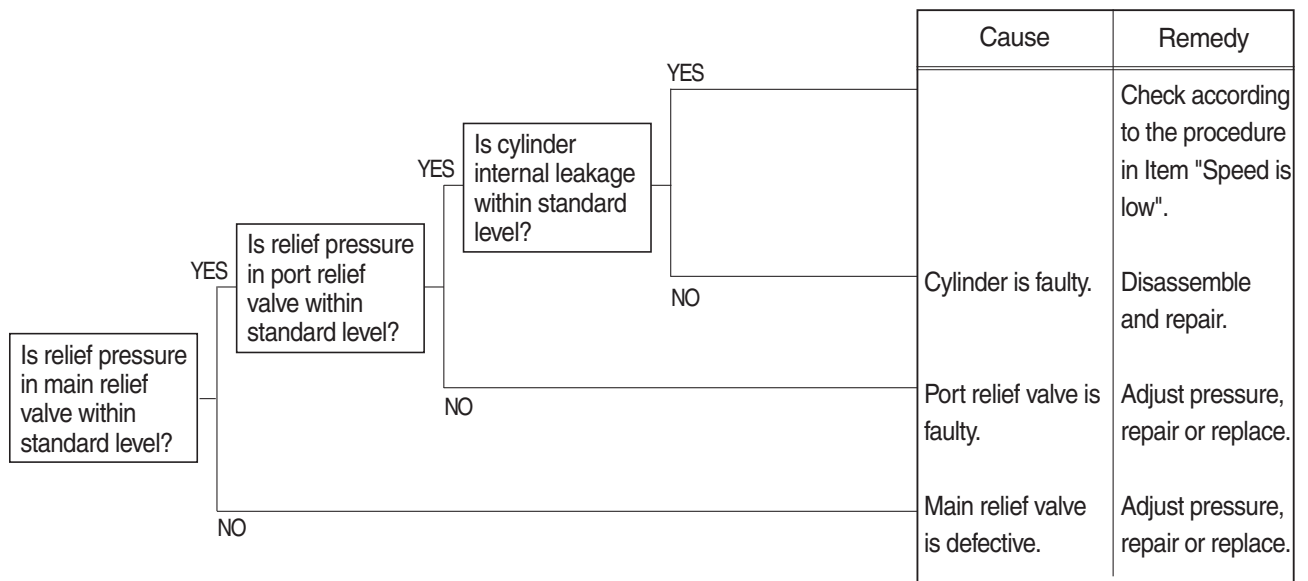 Cause
Remedy
YES
Check according
to the procedure
in Item "Speed is
low".
YES
Is cylinder
internal leakage
within standard
level?
NO
Cylinder is faulty.
Disassemble
and repair.
YES
Is relief pressure
in port relief
valve within
standard level?
NO
Port relief valve is
faulty.
Adjust pressure,
repair or replace.
Is relief pressure
in main relief
valve within
standard level?
NO
Main relief valve
is defective.
Adjust pressure,
repair or replace.